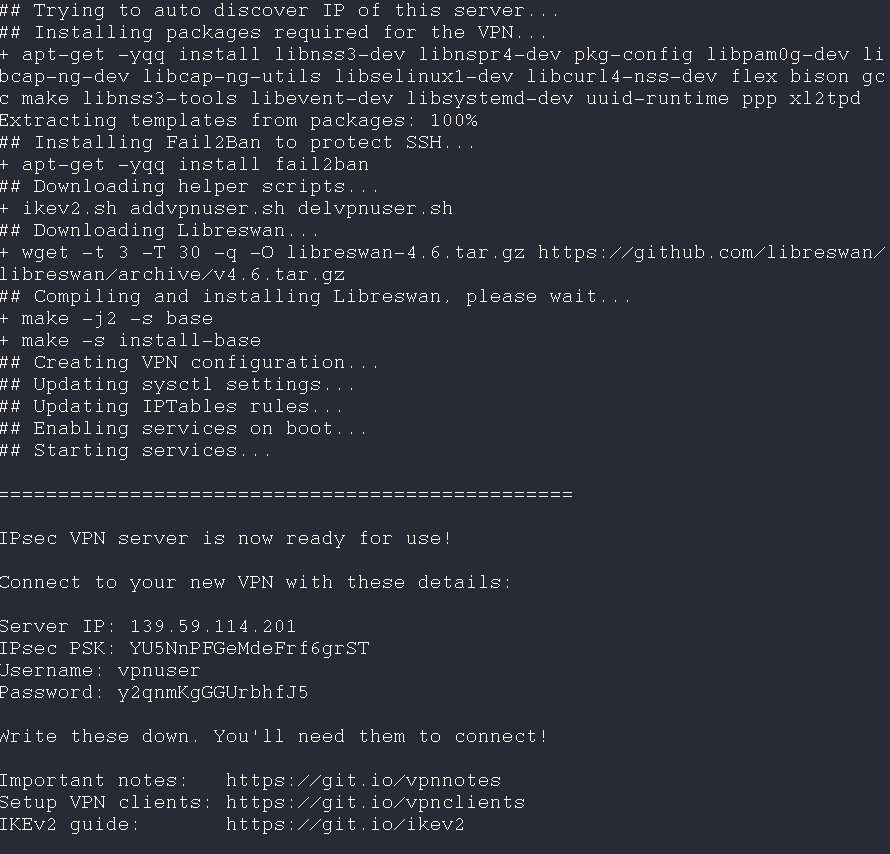 ## Trying to auto discover IP of this server...
## Installing packages required for the VPN...
+ apt-get -yqq install libnss3-dev libnspr4-dev pkg-config libpam0g-dev li
bcap-ng-dev libcap-ng-utils libselinux1-dev libcurl4-nss-dev flex bison gc
c make libnss3-tools libevent-dev libsystemd-dev uuid-runtime ppp xl2tpd
Extracting templates from packages: 100%
## Installing Fail2Ban to protect SSH...
+ apt-get -yqq install fail2ban
## Downloading helper scripts...
+ ikev2.sh addvpnuser.sh delvpnuser.sh
## Downloading Libreswan...
+ wget -t 3 -T 30 -q -O libreswan-4.6.tar.gz https://github.com/libreswan/
libreswan/archive/v4.6.tar.gz
## Compiling and installing Libreswan, please wait...
+ make -j2 -s base
+ make -s install-base
## Creating VPN configuration...
## Updating sysctl settings...
## Updating IPTables rules...
## Enabling services on boot...
## Starting services...
================================================
IPsec VPN server is now ready for use!
Connect to your new VPN with these details:
Server IP: 139.59.114.201
IPsec PSK: YU5NnPFGeMdeFrf6grST
Username: vpnuser
Password: y2qnmKgGGUrbhfJ5
Write these down. You'll need them to connect!
Important notes:   https://git.io/vpnnotes
Setup VPN clients: https://git.io/vpnclients
IKEv2 guide:       https://git.io/ikev2